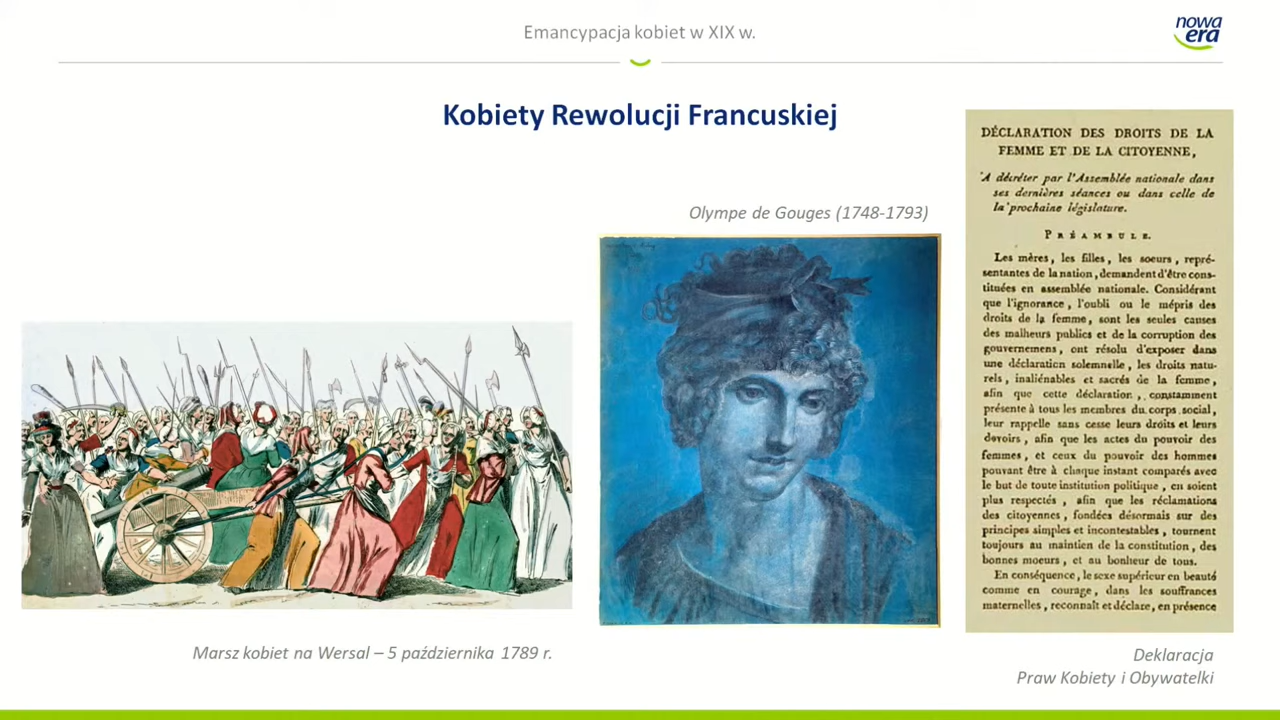 Emancypacja kobiet w XIX w.
nowa
era
Kobiety Rewolucji Francuskiej
Olympe de Gouges (1748-1793)
Marsz kobiet na Wersal – 5 października 1789 r.
DÉCLARATION DES DROITS DE LA
FEMME ET DE LA CITOYENNE,
A décréter par l'Assemblée nationale dans
ses dernières séances ou dans celle de
la prochaine législature.
PRÉAMBULE.
Les mères, les filles, les soeurs, repré-
sentantes de la nation, demandent d'être cons-
tituées en assemblée nationale. Considérant
que l'ignorance, l'oubli ou le mépris des
droits de la femme, sont les seules causes
des malheurs publics et de la corruption des
gouvernemens, ont résolu d'exposer dans
une déclaration solemnelle, les droits natu-
rels, inaliénables et sacrés de la femme,
afin que cette déclaration, constamment
présente à tous les membres du corps social,
leur rappelle sans cesse leurs droits et leurs
devoirs, afin que les actes du pouvoir des
femmes, et ceux du pouvoir des hommes
pouvant être à chaque instant comparés avec
le but de toute institution politique, en soient
plus respectés, afin que les réclamations
des citoyennes, fondées désormais sur des
principes simples et incontestables, tournent
toujours au maintien de la constitution, des
bonnes moeurs, et au bonheur de tous.
En conséquence, le sexe supérieur en beauté
comme en courage, dans les souffrances
maternelles, reconnaît et déclare, en présence
Deklaracja
Praw Kobiety i Obywatelki